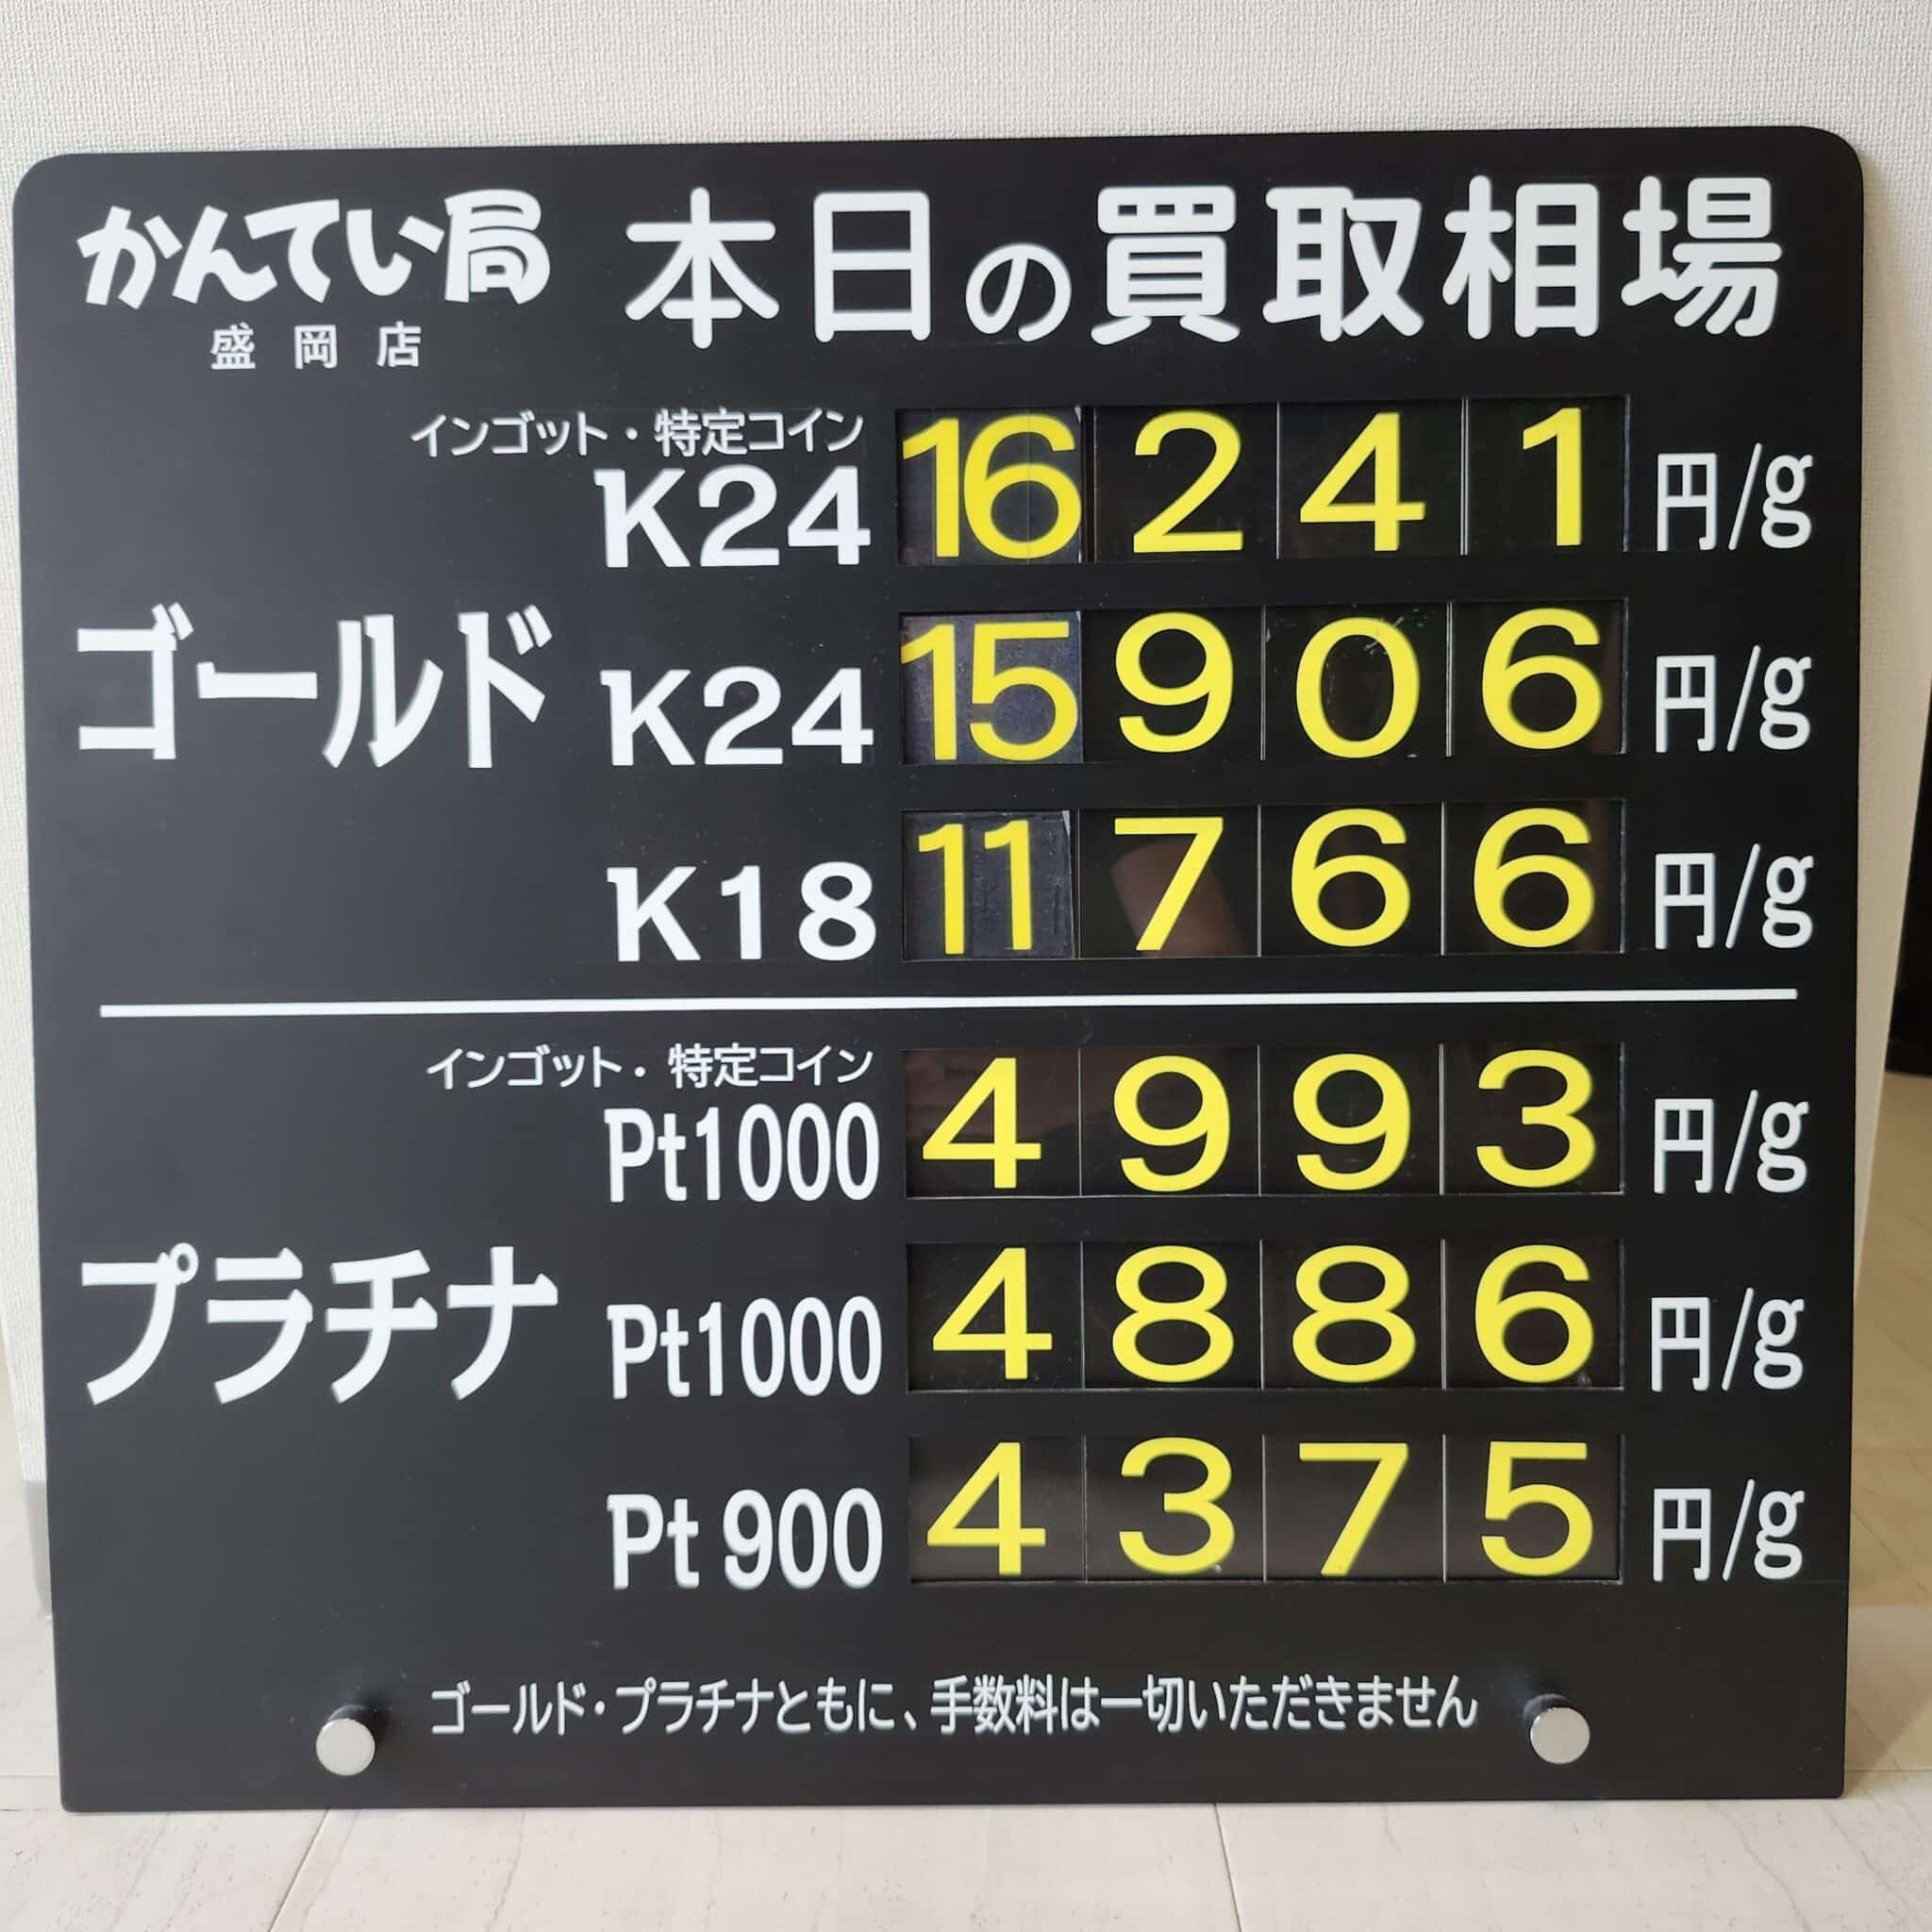 かんてい局 本日の買取相場
盛岡店
インゴット・特定コイン
K24 16241 円/g
ゴールド K24 15906 円/g
K18 11766 円/g
インゴット・特定コイン
Pt1000 4993 円/g
プラチナ Pt1000 4886 円/g
Pt900 4375 円/g
ゴールド・プラチナともに、手数料は一切いただきません